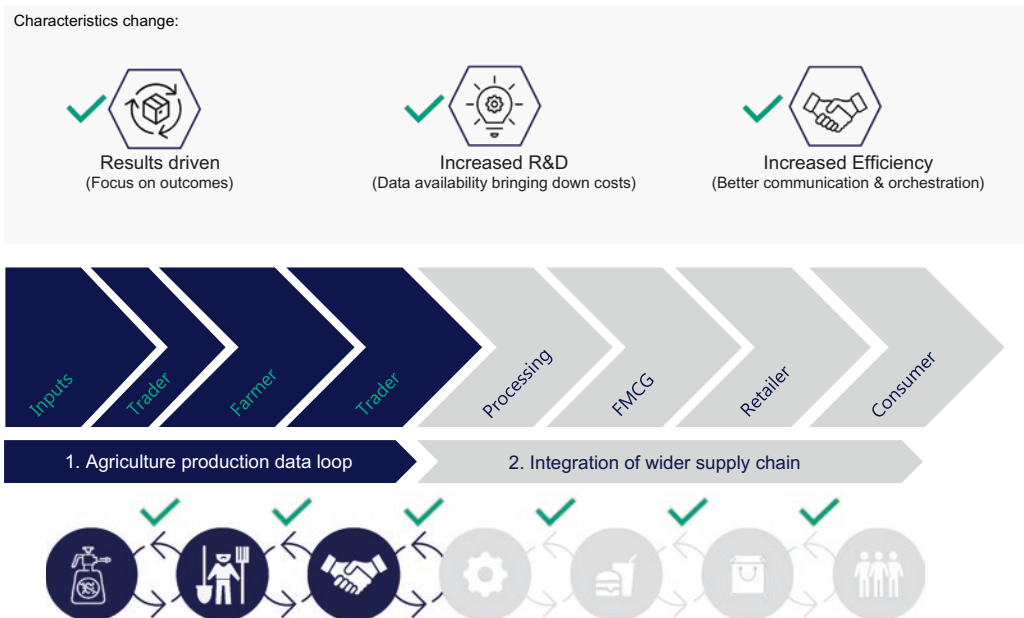 Characteristics change:
Results driven
(Focus on outcomes)
Increased R&D
(Data availability bringing down costs)
Increased Efficiency
(Better communication & orchestration)
Inputs
Trader
Farmer
Trader
Processing
FMCG
Retailer
Consumer
1. Agriculture production data loop
2. Integration of wider supply chain